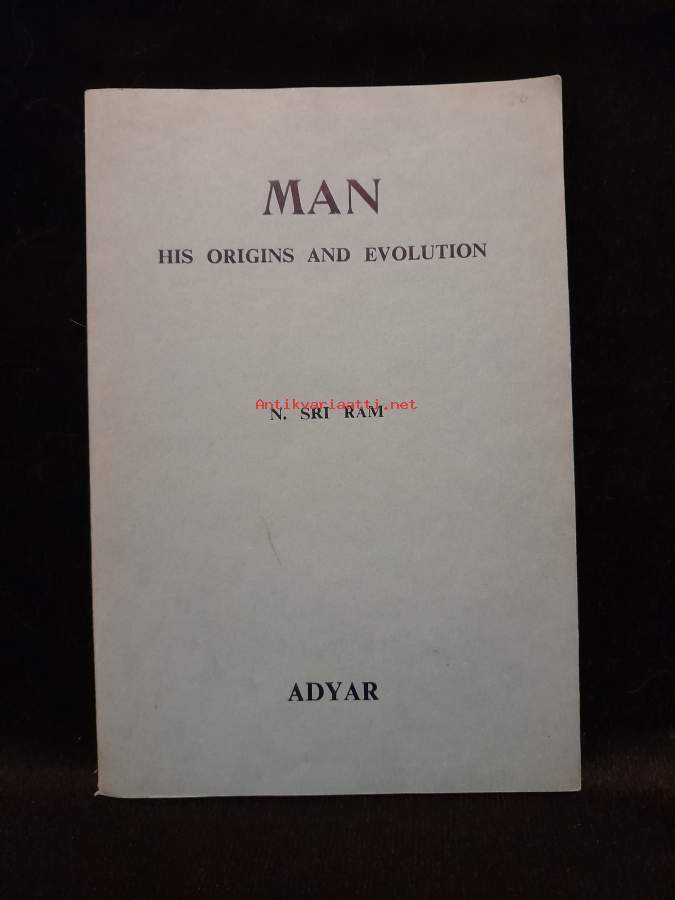 MAN
HIS ORIGINS AND EVOLUTION
Antikvariaatti.net
N. SRI RAM
ADYAR